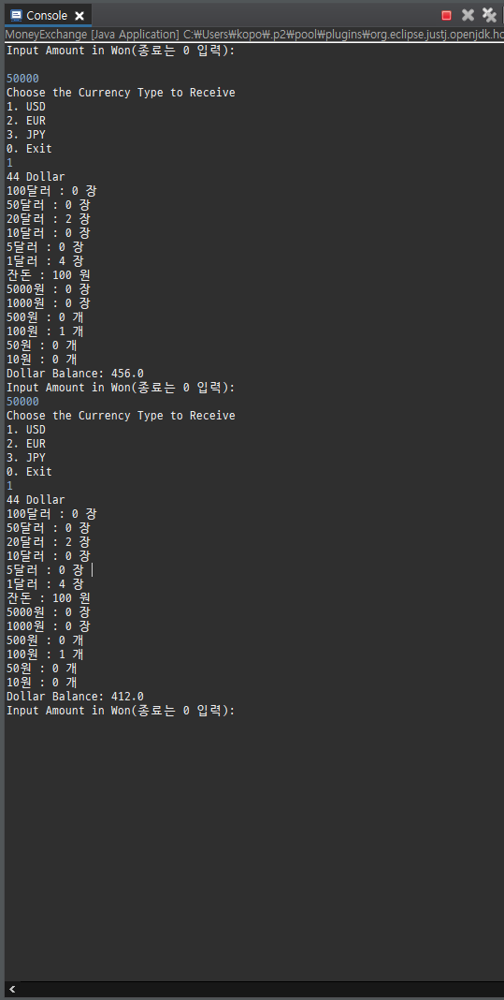 Console
MoneyExchange [Java Application] C:₩Users₩kopo₩.p2₩pool₩plugins₩org.eclipse.justj.openjdk.ho
Input Amount in Won(종료는 0 입력):
50000
Choose the Currency Type to Receive
1. USD
2. EUR
3. JPY
0. Exit
1
44 Dollar
100달러 : 0 장
50달러 : 0 장
20달러 : 2 장
10달러 : 0 장
5달러 : 0 장
1달러 : 4 장
잔돈 : 100 원
5000원 : 0 장
1000원 : 0 장
500원 : 0 개
100원 : 1 개
50원 : 0 개
10원 : 0 개
Dollar Balance: 456.0
Input Amount in Won(종료는 0 입력):
50000
Choose the Currency Type to Receive
1. USD
2. EUR
3. JPY
0. Exit
1
44 Dollar
100달러 : 0 장
50달러 : 0 장
20달러 : 2 장
10달러 : 0 장
5달러 : 0 장
1달러 : 4 장
잔돈 : 100 원
5000원 : 0 장
1000원 : 0 장
500원 : 0 개
100원 : 1 개
50원 : 0 개
10원 : 0 개
Dollar Balance: 412.0
Input Amount in Won(종료는 0 입력):